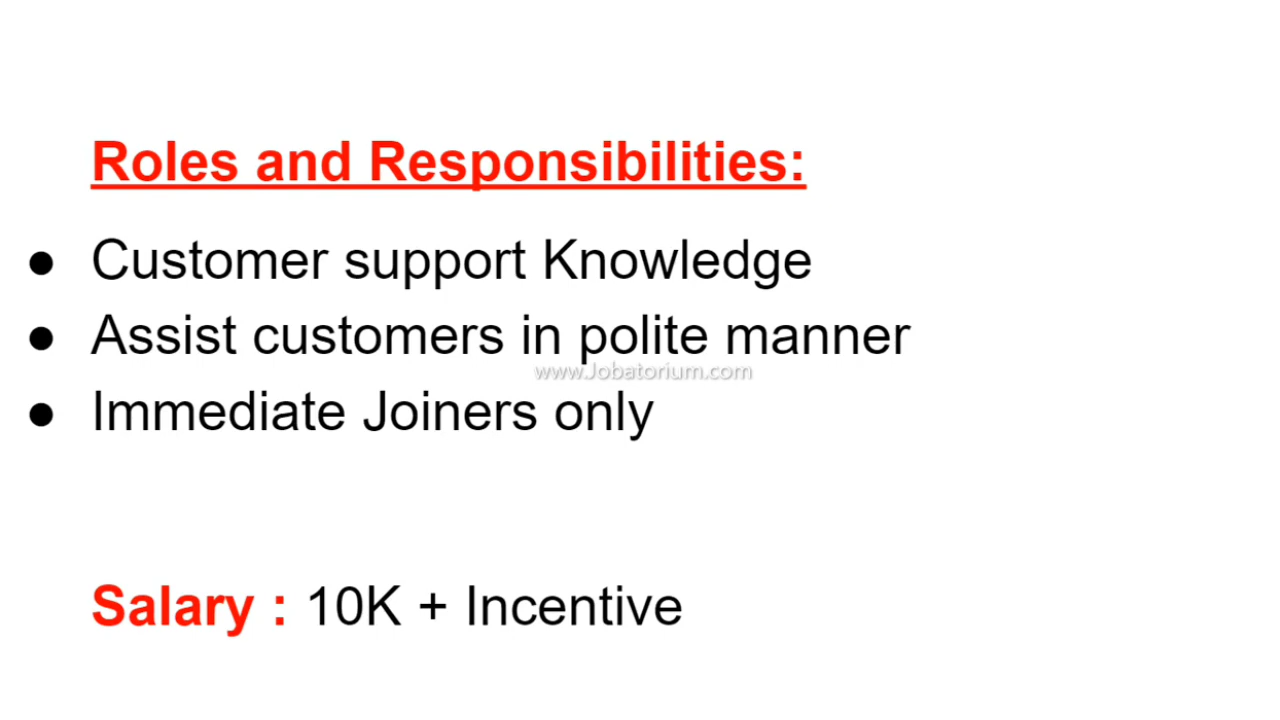 Roles and Responsibilities:
● Customer support Knowledge
● Assist customers in polite manner
www.Jobatorium.com
● Immediate Joiners only
Salary : 10K + Incentive